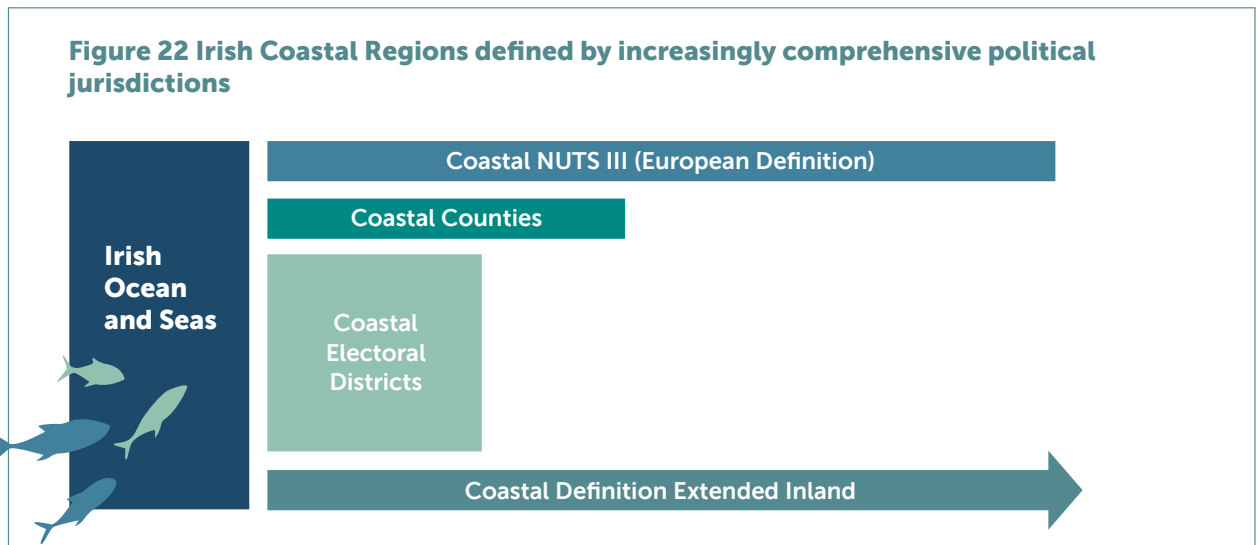 Figure 22 Irish Coastal Regions defined by increasingly comprehensive political
jurisdictions
Irish
Ocean
and Seas
Coastal NUTS III (European Definition)
Coastal Counties
Coastal
Electoral
Districts
Coastal Definition Extended Inland